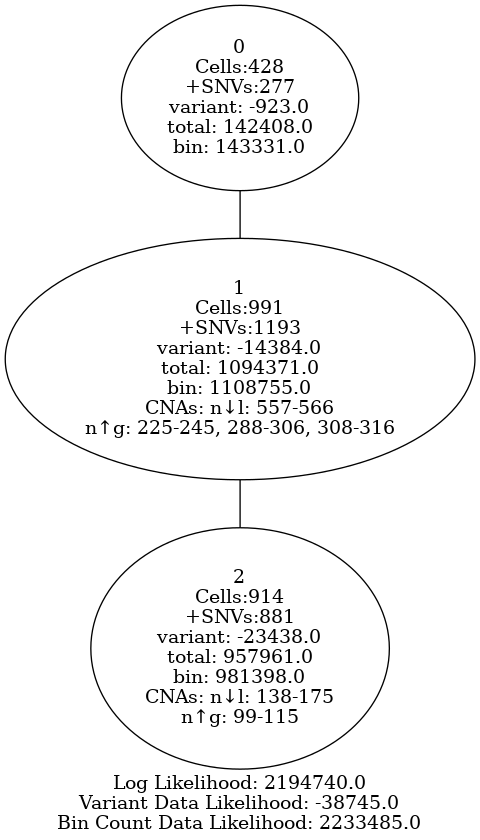 0
Cells:428
+SNVs:277
variant: -923.0
total: 142408.0
bin: 143331.0
1
Cells:991
+SNVs:1193
variant: -14384.0
total: 1094371.0
bin: 1108755.0
CNAs: n↓l: 557-566
n↑g: 225-245, 288-306, 308-316
2
Cells:914
+SNVs:881
variant: -23438.0
total: 957961.0
bin: 981398.0
CNAs: n↓l: 138-175
n↑g: 99-115
Log Likelihood: 2194740.0
Variant Data Likelihood: -38745.0
Bin Count Data Likelihood: 2233485.0